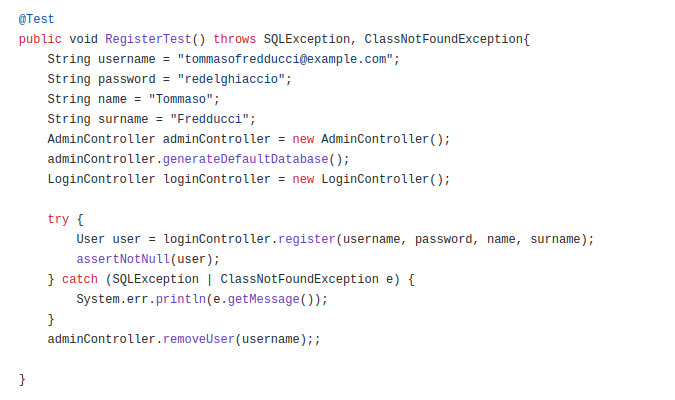 @Test
public void RegisterTest() throws SQLException, ClassNotFoundException{
    String username = "tommasofredducci@example.com";
    String password = "redelghiaccio";
    String name = "Tommaso";
    String surname = "Fredducci";
    AdminController adminController = new AdminController();
    adminController.generateDefaultDatabase();
    LoginController loginController = new LoginController();

    try {
        User user = loginController.register(username, password, name, surname);
        assertNotNull(user);
    } catch (SQLException | ClassNotFoundException e) {
        System.err.println(e.getMessage());
    }
    adminController.removeUser(username);;

}